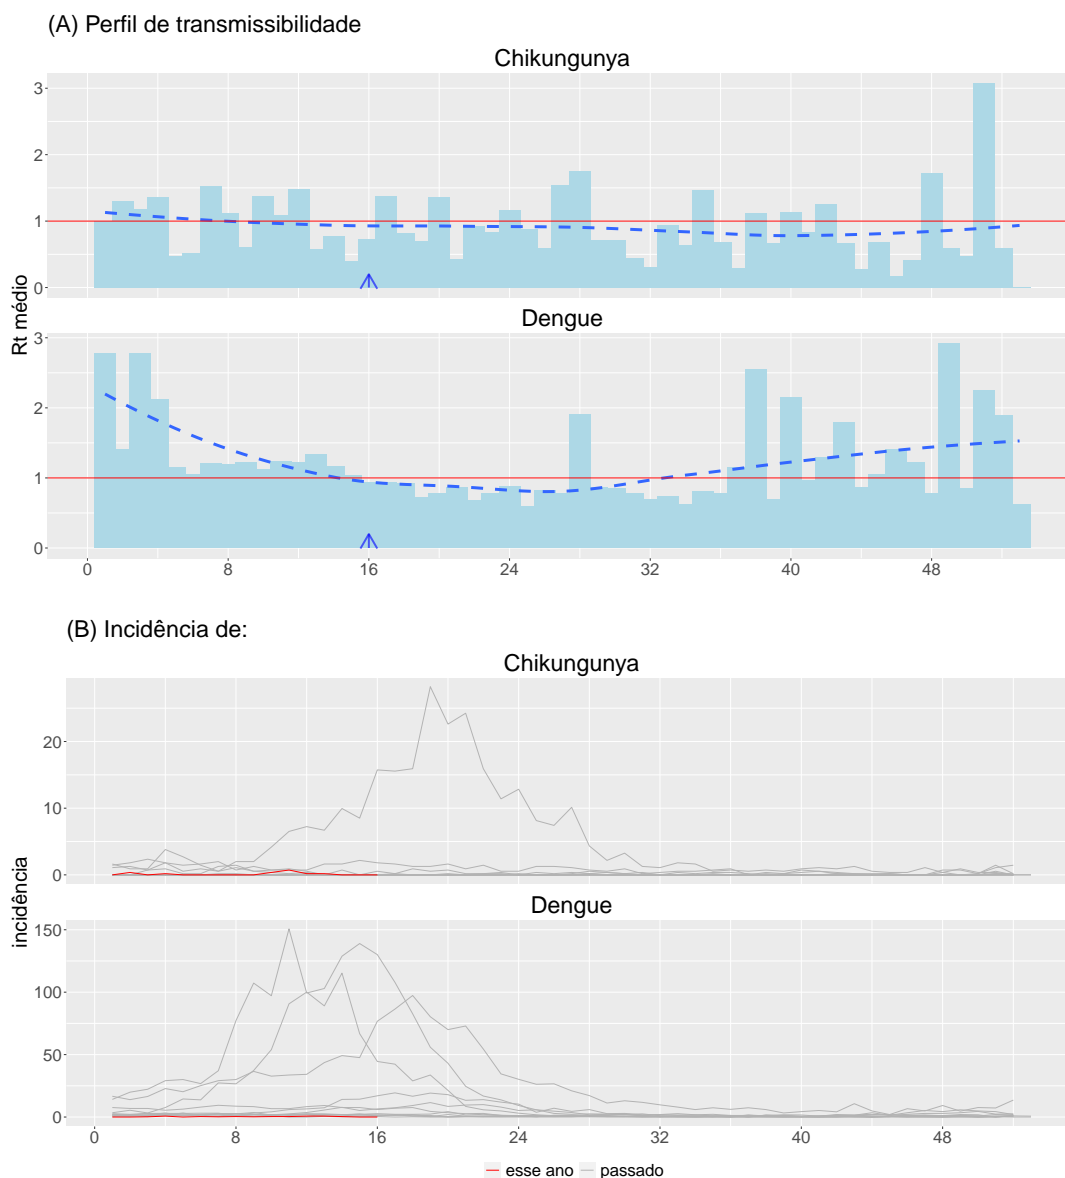 (A) Perfil de transmissibilidade
Chikungunya
3
2
1
0
Rt médio
Dengue
3
2
1
0
0 8 16 24 32 40 48
(B) Incidência de:
Chikungunya
20
10
0
incidência
Dengue
150
100
50
0
0 8 16 24 32 40 48
esse ano passado